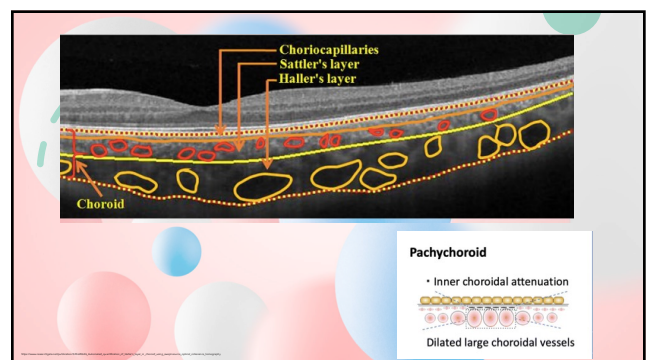 Choriocapillaries
Sattler's layer
Haller's layer
Choroid
Pachychoroid
• Inner choroidal attenuation
Dilated large choroidal vessels